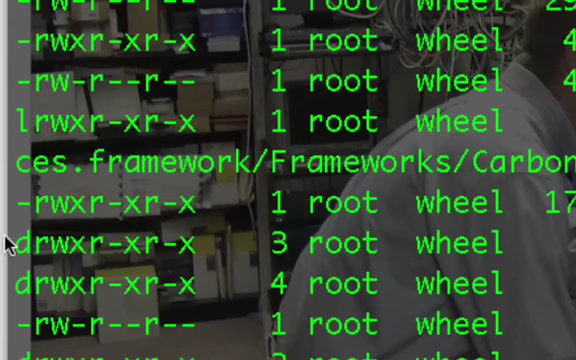 -rwxr-xr-x 1 root wheel 4
-rw-r--r-- 1 root wheel 4
lrwxr-xr-x 1 root wheel
ces.framework/Frameworks/Carbon
-rwxr-xr-x 1 root wheel 17
drwxr-xr-x 3 root wheel
drwxr-xr-x 4 root wheel
-rw-r--r-- 1 root wheel